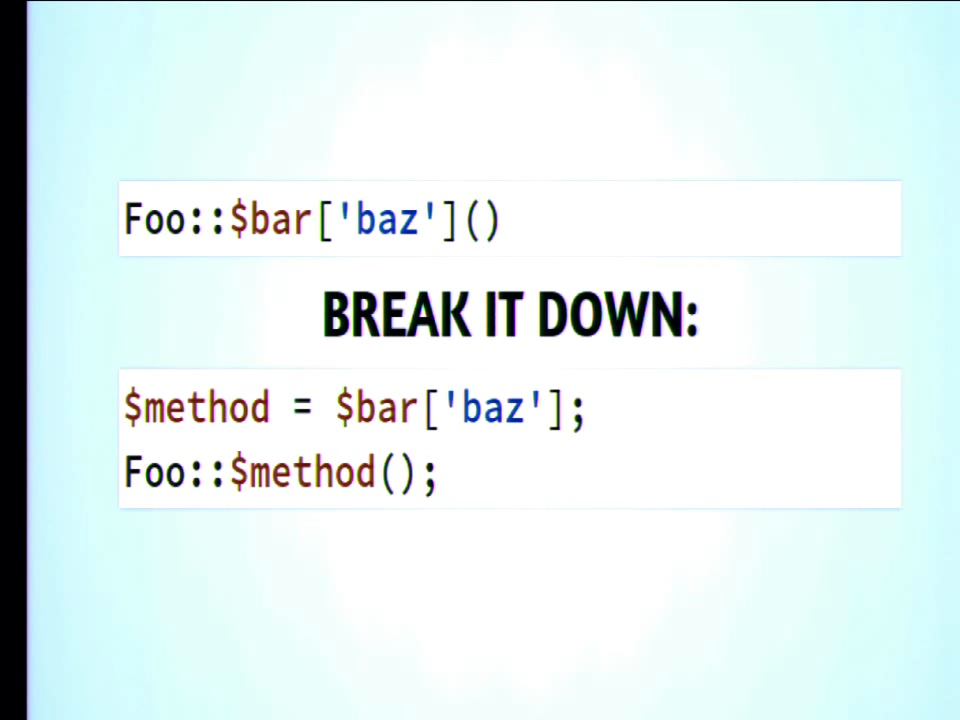 Foo::$bar['baz']()
BREAK IT DOWN:
$method = $bar['baz'];
Foo::$method();